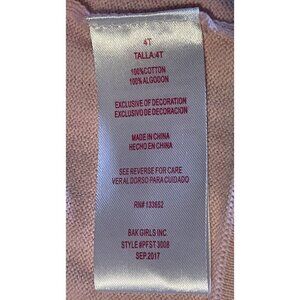 4T
TALLA:4T
100%COTTON
100% ALGODON
EXCLUSIVE OF DECORATION
EXCLUSIVO DE DECORACION
MADE IN CHINA
HECHO EN CHINA
SEE REVERSE FOR CARE
VER AL DORSO PARA CUIDADO
RN# 133652
BAK GIRLS INC.
STYLE #PFST 3008
SEP.2017